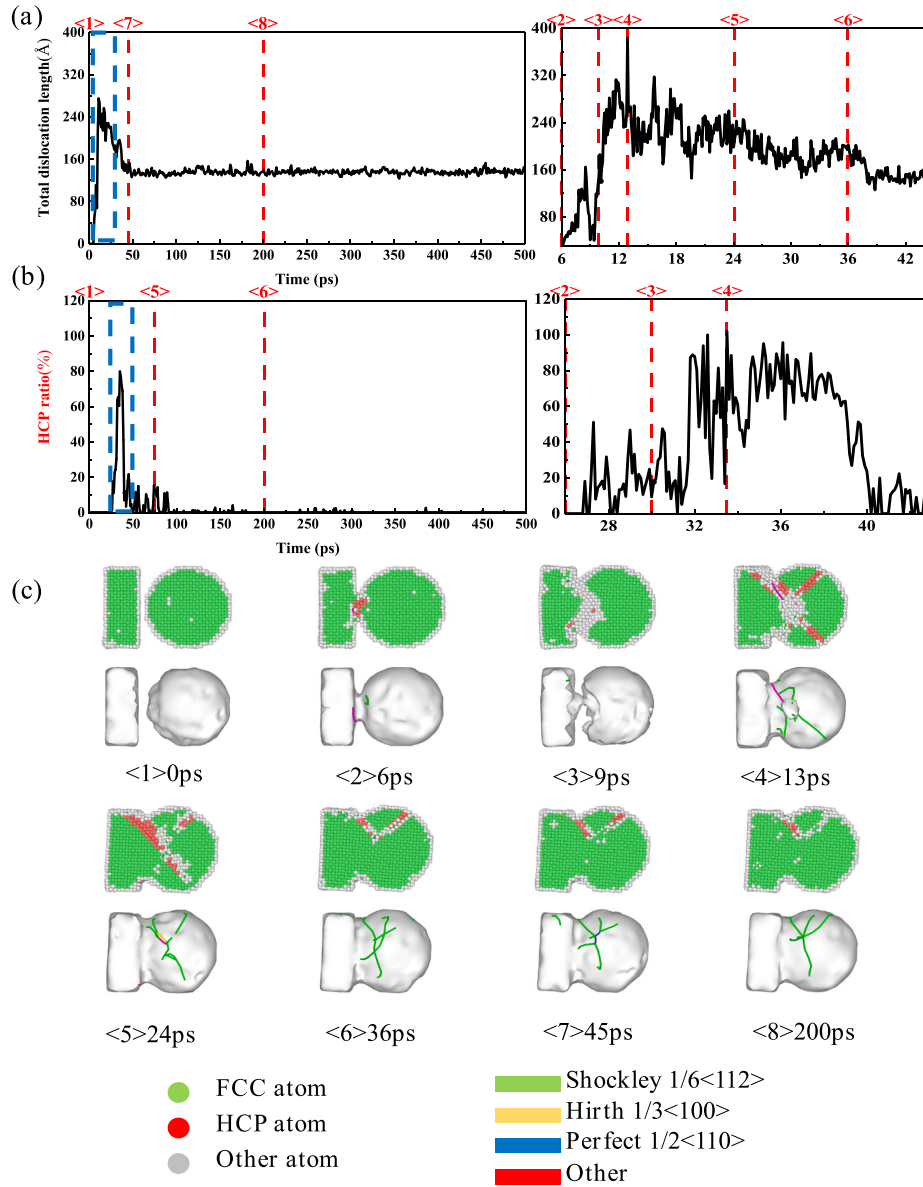 (a)
<1> <7> <8>
<2> <3> <4> <5> <6>
Total dislocation length(Å)
400
320
240
160
80
0
0 50 100 150 200 250 300 350 400 450 500
Time (ps)
400
320
240
160
80
6 12 18 24 30 36 42
(b)
<1> <5> <6>
<2> <3> <4>
HCP ratio(%)
120
100
80
60
40
20
0
0 50 100 150 200 250 300 350 400 450 500
Time (ps)
120
100
80
60
40
20
0
28 32 36 40
(c)
<1>0ps <2>6ps <3>9ps <4>13ps
<5>24ps <6>36ps <7>45ps <8>200ps
FCC atom
HCP atom
Other atom
Shockley 1/6<112>
Hirth 1/3<100>
Perfect 1/2<110>
Other